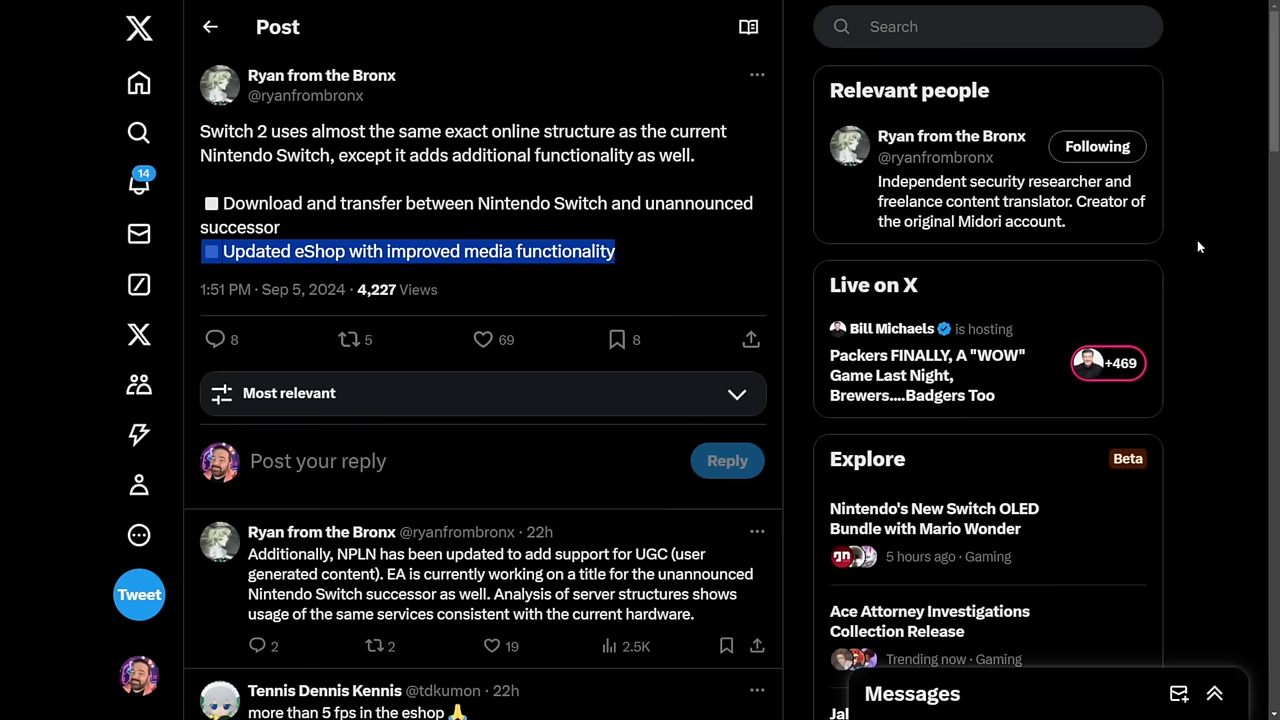 Post
Ryan from the Bronx
@ryanfrombronx
Switch 2 uses almost the same exact online structure as the current
Nintendo Switch, except it adds additional functionality as well.
Download and transfer between Nintendo Switch and unannounced
successor
Updated eShop with improved media functionality
1:51 PM · Sep 5, 2024 · 4,227 Views
8
5
69
8
Most relevant
Post your reply
Reply
Ryan from the Bronx @ryanfrombronx · 22h
Additionally, NPLN has been updated to add support for UGC (user
generated content). EA is currently working on a title for the unannounced
Nintendo Switch successor as well. Analysis of server structures shows
usage of the same services consistent with the current hardware.
2
2
19
2.5K
Tennis Dennis Kennis @tdkumon · 22h
more than 5 fps in the eshop 🙏
14
Tweet
Search
Relevant people
Ryan from the Bronx
@ryanfrombronx
Following
Independent security researcher and
freelance content translator. Creator of
the original Midori account.
Live on X
Bill Michaels is hosting
Packers FINALLY, A "WOW"
Game Last Night,
Brewers....Badgers Too
+469
Explore
Beta
Nintendo's New Switch OLED
Bundle with Mario Wonder
5 hours ago · Gaming
Ace Attorney Investigations
Collection Release
Trending now · Gaming
Messages